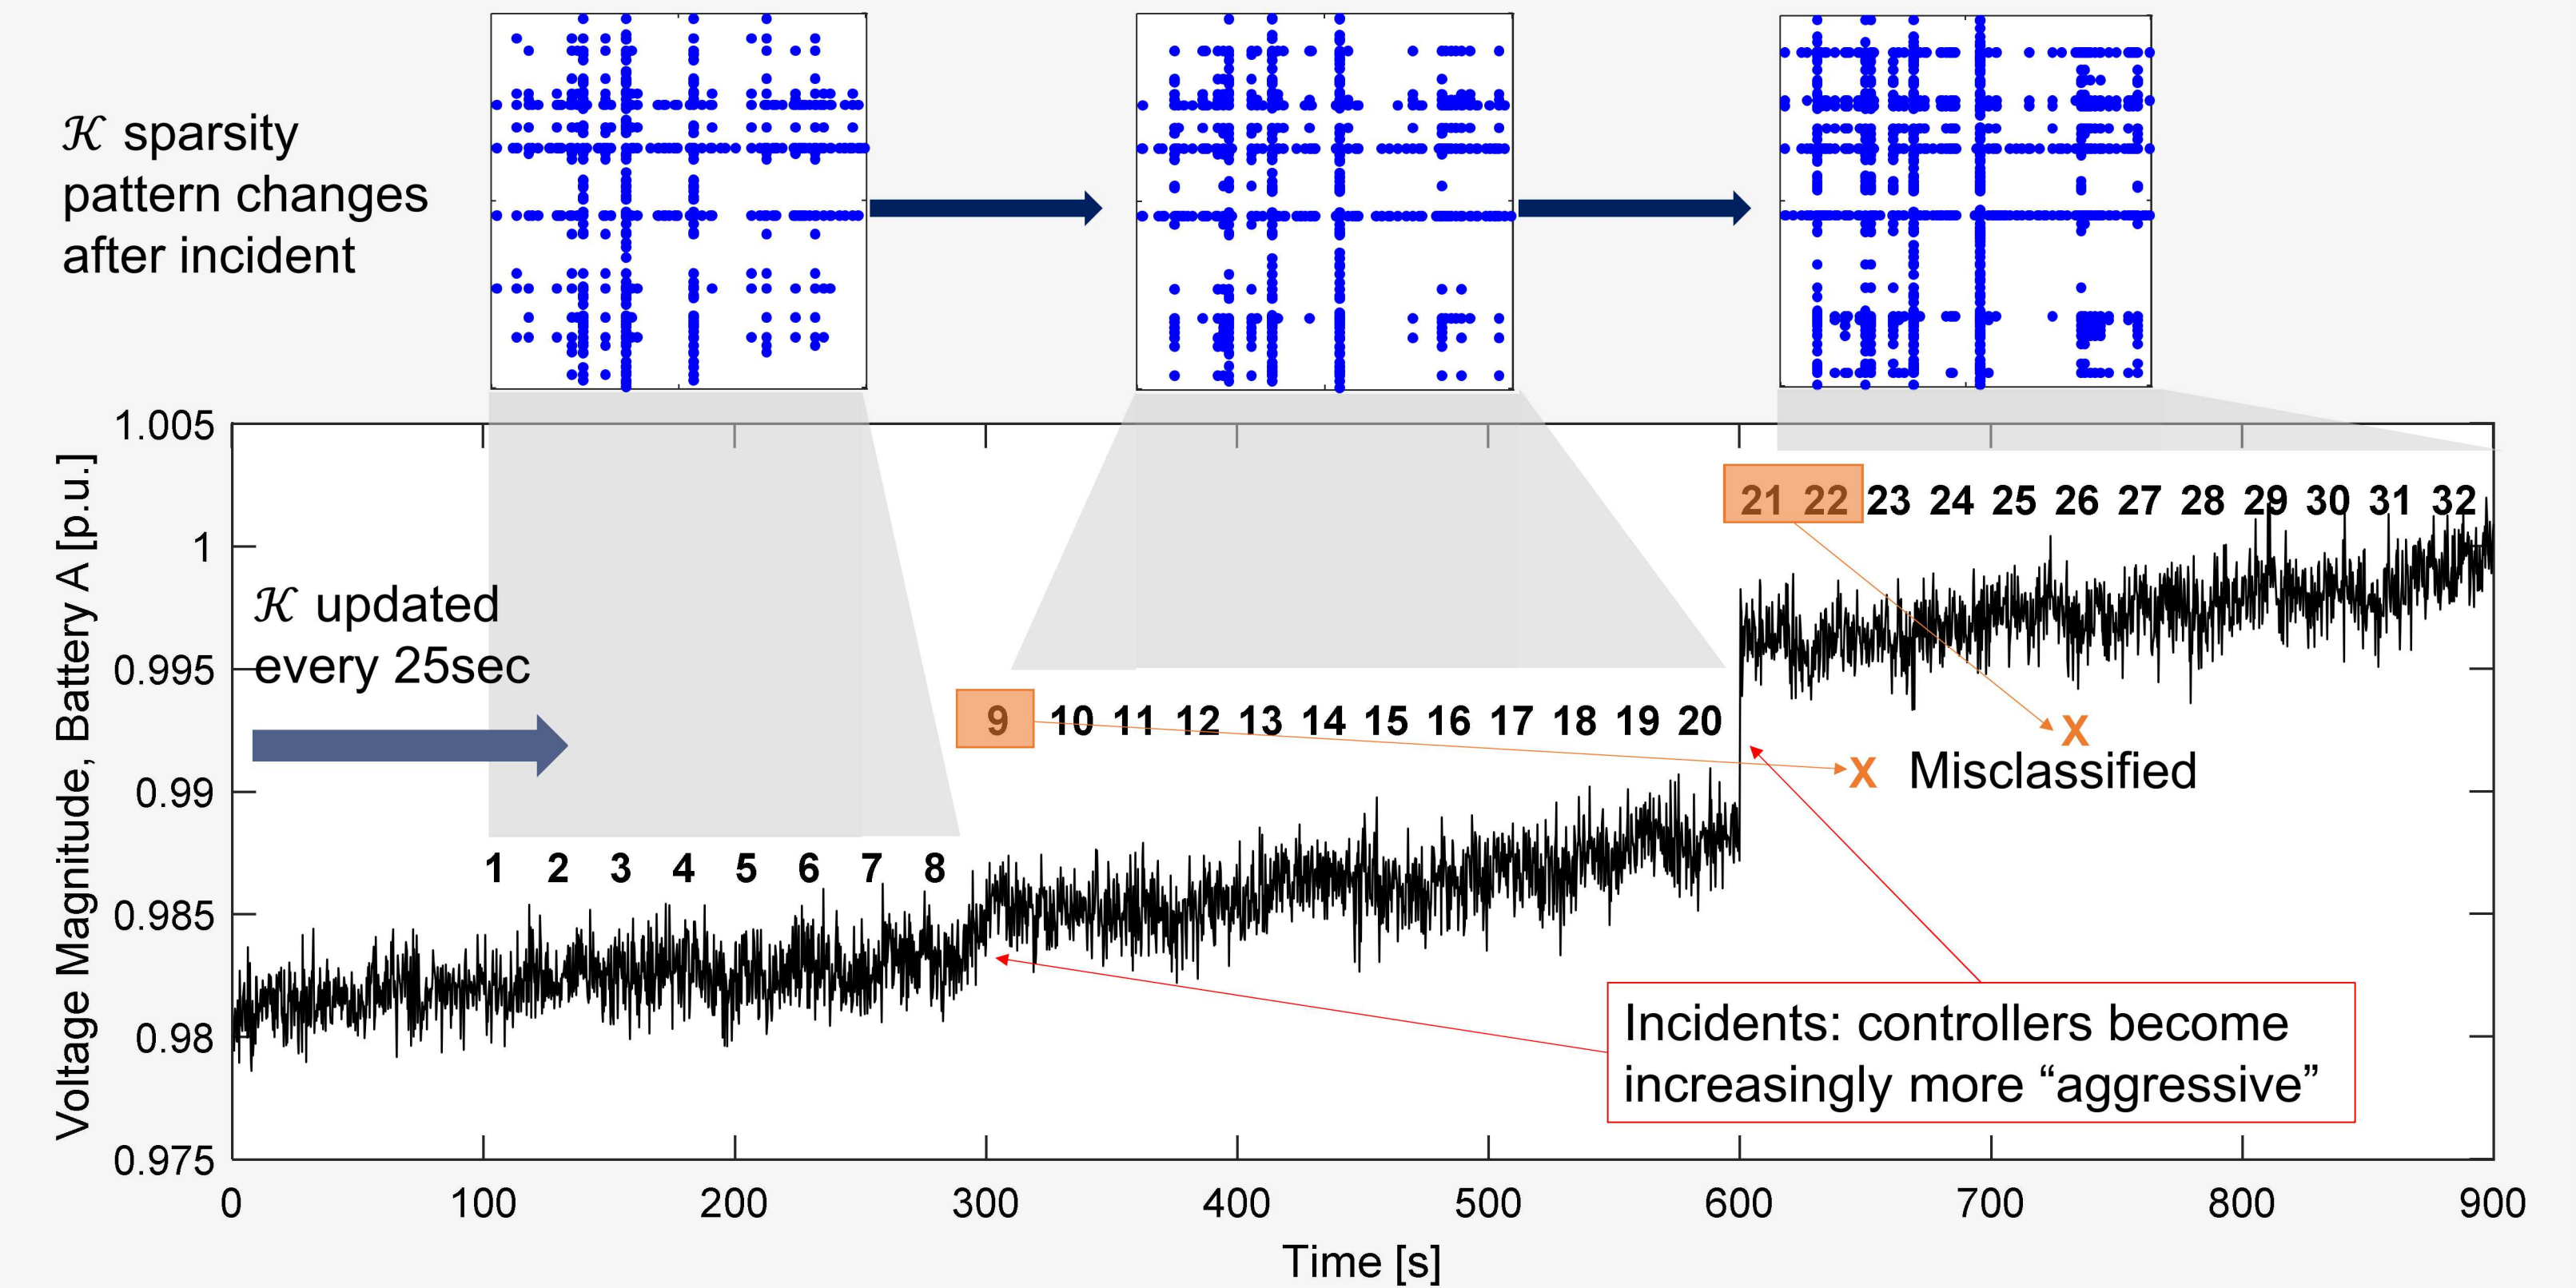 𝒦 sparsity
pattern changes
after incident
1.005
1
0.995
0.99
0.985
0.98
0.975
Voltage Magnitude, Battery A [p.u.]
21 22 23 24 25 26 27 28 29 30 31 32
𝒦 updated
every 25sec
9 10 11 12 13 14 15 16 17 18 19 20
X
X Misclassified
1 2 3 4 5 6 7 8
Incidents: controllers become
increasingly more “aggressive”
0 100 200 300 400 500 600 700 800 900
Time [s]